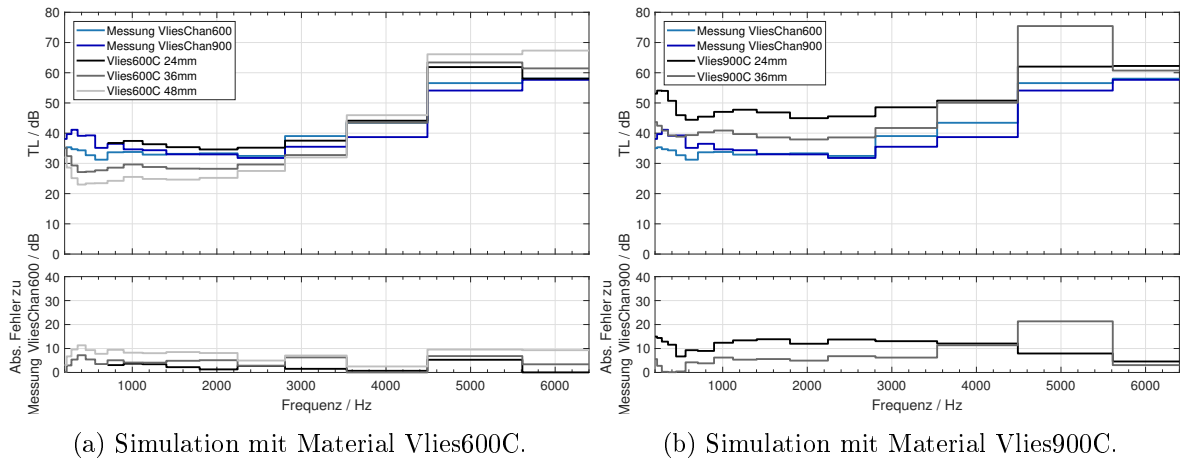 80
70
60
50
40
30
20
10
0
TL / dB
Messung VliesChan600
Messung VliesChan900
Vlies600C 24mm
Vlies600C 36mm
Vlies600C 48mm
40
30
20
10
0
Abs. Fehler zu
Messung VliesChan600 / dB
1000 2000 3000 4000 5000 6000
Frequenz / Hz
(a) Simulation mit Material Vlies600C.
80
70
60
50
40
30
20
10
0
TL / dB
Messung VliesChan600
Messung VliesChan900
Vlies900C 24mm
Vlies900C 36mm
40
30
20
10
0
Abs. Fehler zu
Messung VliesChan900 / dB
1000 2000 3000 4000 5000 6000
Frequenz / Hz
(b) Simulation mit Material Vlies900C.